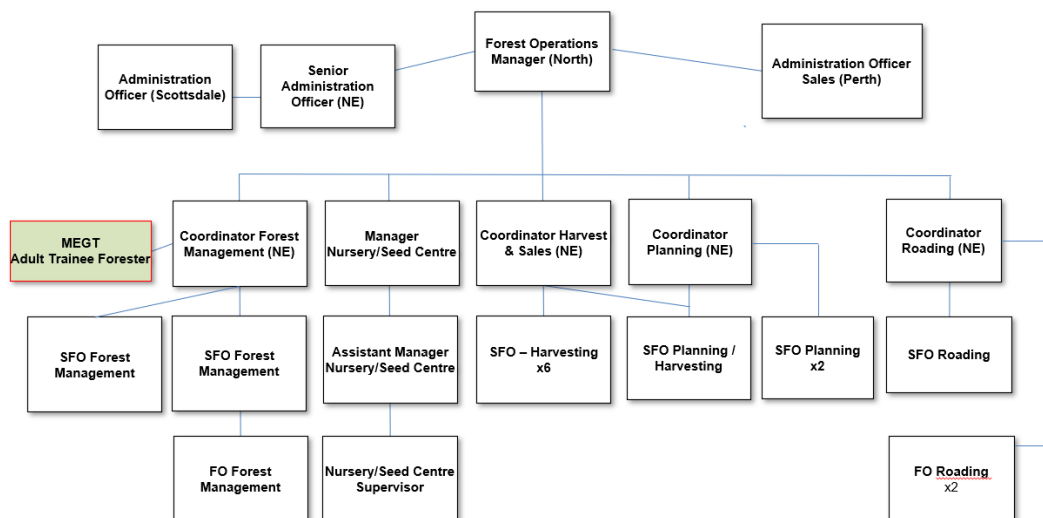 Forest Operations
Manager (North)
Administration
Officer (Scottsdale)
Senior
Administration
Officer (NE)
Administration Officer
Sales (Perth)
MEGT
Adult Trainee Forester
Coordinator Forest
Management (NE)
Manager
Nursery/Seed Centre
Coordinator Harvest
& Sales (NE)
Coordinator
Planning (NE)
Coordinator
Roading (NE)
SFO Forest
Management
SFO Forest
Management
Assistant Manager
Nursery/Seed Centre
SFO – Harvesting
x6
SFO Planning /
Harvesting
SFO Planning
x2
SFO Roading
FO Forest
Management
Nursery/Seed Centre
Supervisor
FO Roading
x2